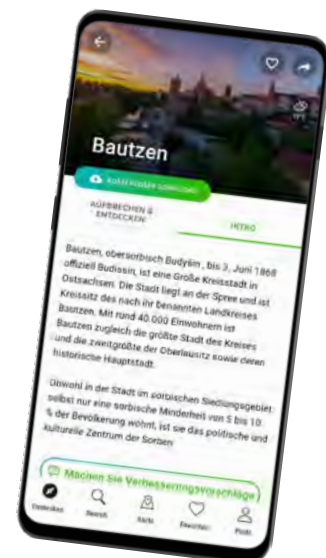 Bautzen
AUFBRECHEN &
ENTDECKEN
INTRO
Bautzen, obersorbisch Budyšin, bis 3. Juni 1868
offiziell Budissin, ist eine Große Kreisstadt in
Ostsachsen. Die Stadt liegt an der Spree und ist
Kreissitz des nach ihr benannten Landkreises
Bautzen. Mit rund 40.000 Einwohnern ist
Bautzen zugleich die größte Stadt des Kreises
und die zweitgrößte der Oberlausitz sowie deren
historische Hauptstadt.
Obwohl in der Stadt im sorbischen Siedlungsgebiet
selbst nur eine sorbische Minderheit von 5 bis 10
% der Bevölkerung wohnt, ist sie das politische und
kulturelle Zentrum der Sorben
Machen Sie Verbesserungsvorschläge
Entdecken
Search
Favoriten
Profil